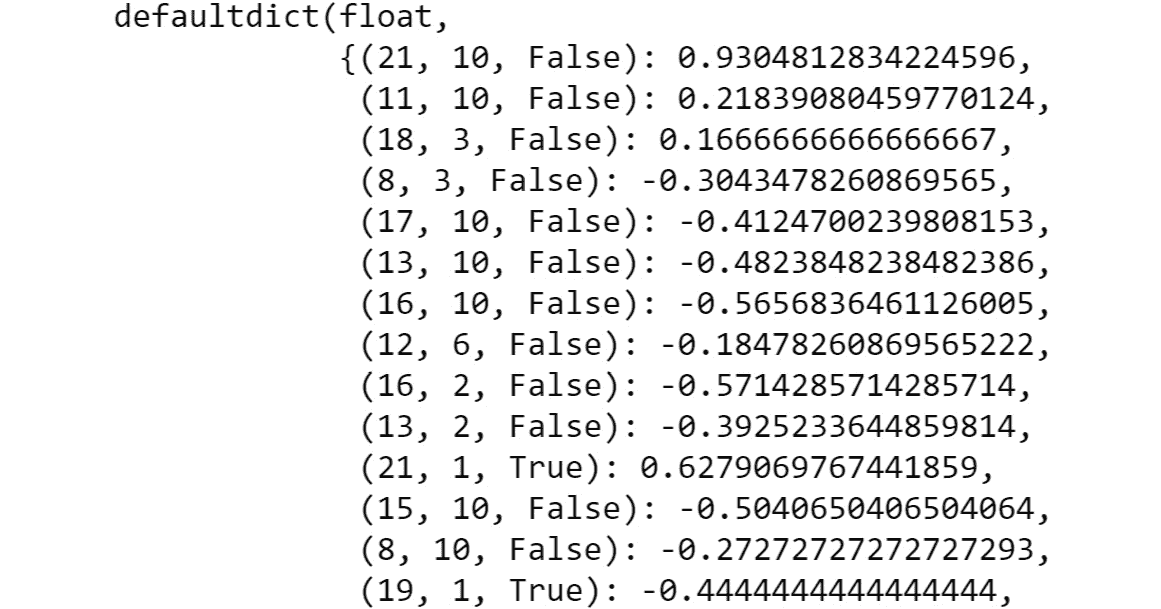 defaultdict(float,
{(21, 10, False): 0.9304812834224596,
(11, 10, False): 0.21839080459770124,
(18, 3, False): 0.1666666666666667,
(8, 3, False): -0.3043478260869565,
(17, 10, False): -0.4124700239808153,
(13, 10, False): -0.4823848238482386,
(16, 10, False): -0.5656836461126005,
(12, 6, False): -0.18478260869565222,
(16, 2, False): -0.5714285714285714,
(13, 2, False): -0.3925233644859814,
(21, 1, True): 0.6279069767441859,
(15, 10, False): -0.5040650406504064,
(8, 10, False): -0.27272727272727293,
(19, 1, True): -0.4444444444444444,